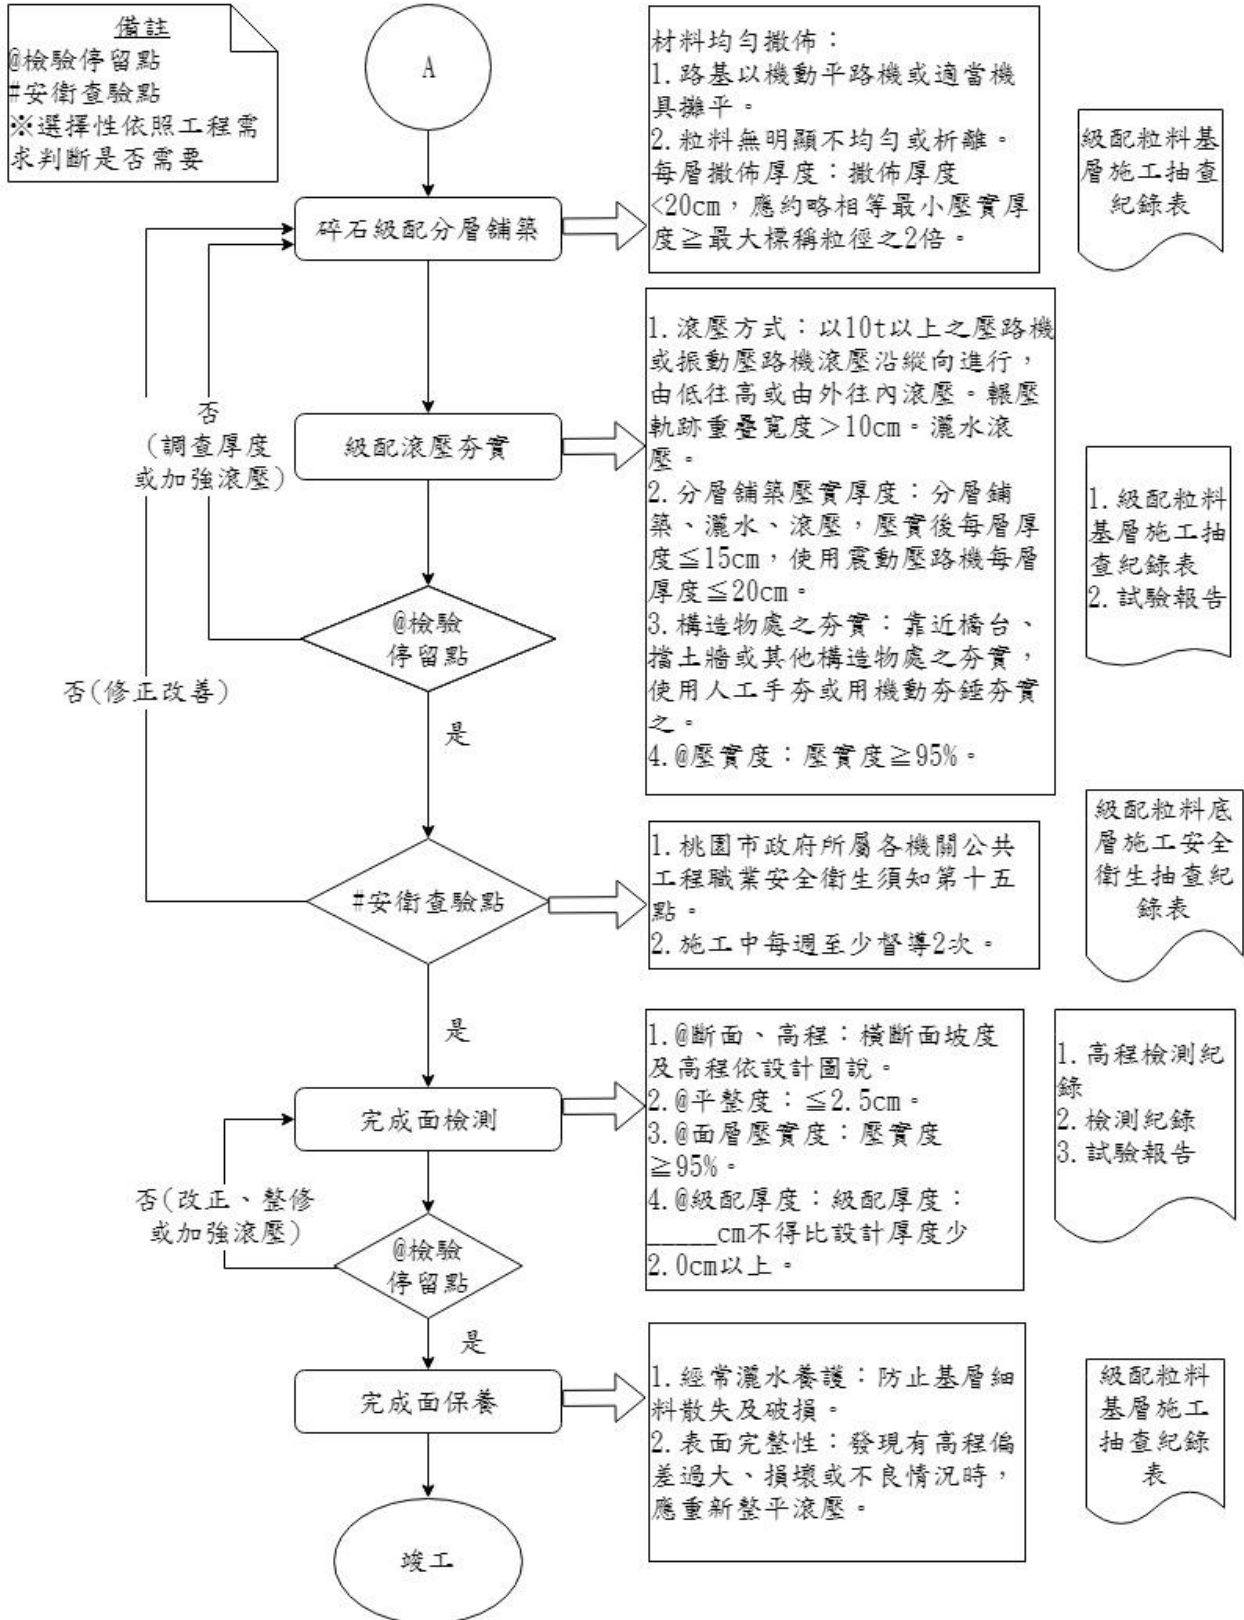 備註
@檢驗停留點
#安衛查驗點
※選擇性依照工程需
求判斷是否需要
A
材料均勻撒佈：
1.路基以機動平路機或適當機
具攤平。
2.粒料無明顯不均勻或析離。
每層撒佈厚度：撒佈厚度
<20cm，應約略相等最小壓實厚
度≧最大標稱粒徑之2倍。
級配粒料基
層施工抽查
紀錄表
碎石級配分層舖築
1.滾壓方式：以10t以上之壓路機
或振動壓路機滾壓沿縱向進行，
由低往高或由外往內滾壓。輾壓
軌跡重疊寬度＞10cm。灑水滾
壓。
2.分層舖築壓實厚度：分層舖
築、灑水、滾壓，壓實後每層厚
度≦15cm，使用震動壓路機每層
厚度≦20cm。
3.構造物處之夯實：靠近橋台、
擋土牆或其他構造物處之夯實，
使用人工手夯或用機動夯錘夯實
之。
4.@壓實度：壓實度≧95%。
否
(調查厚度
或加強滾壓)
級配滾壓夯實
1.級配粒料
基層施工抽
查紀錄表
2.試驗報告
@檢驗
停留點
否(修正改善)
是
級配粒料底
層施工安全
衛生抽查紀
錄表
#安衛查驗點
1.桃園市政府所屬各機關公共
工程職業安全衛生須知第十五
點。
2.施工中每週至少督導2次。
是
1.@斷面、高程：橫斷面坡度
及高程依設計圖說。
2.@平整度：≦2.5cm。
3.@面層壓實度：壓實度
≧95%。
4.@級配厚度：級配厚度：
_____cm不得比設計厚度少
2.0cm以上。
1.高程檢測紀
錄
2.檢測紀錄
3.試驗報告
完成面檢測
否(改正、整修
或加強滾壓)
@檢驗
停留點
是
完成面保養
1.經常灑水養護：防止基層細
料散失及破損。
2.表面完整性：發現有高程偏
差過大、損壞或不良情況時，
應重新整平滾壓。
級配粒料
基層施工
抽查紀錄
表
竣工